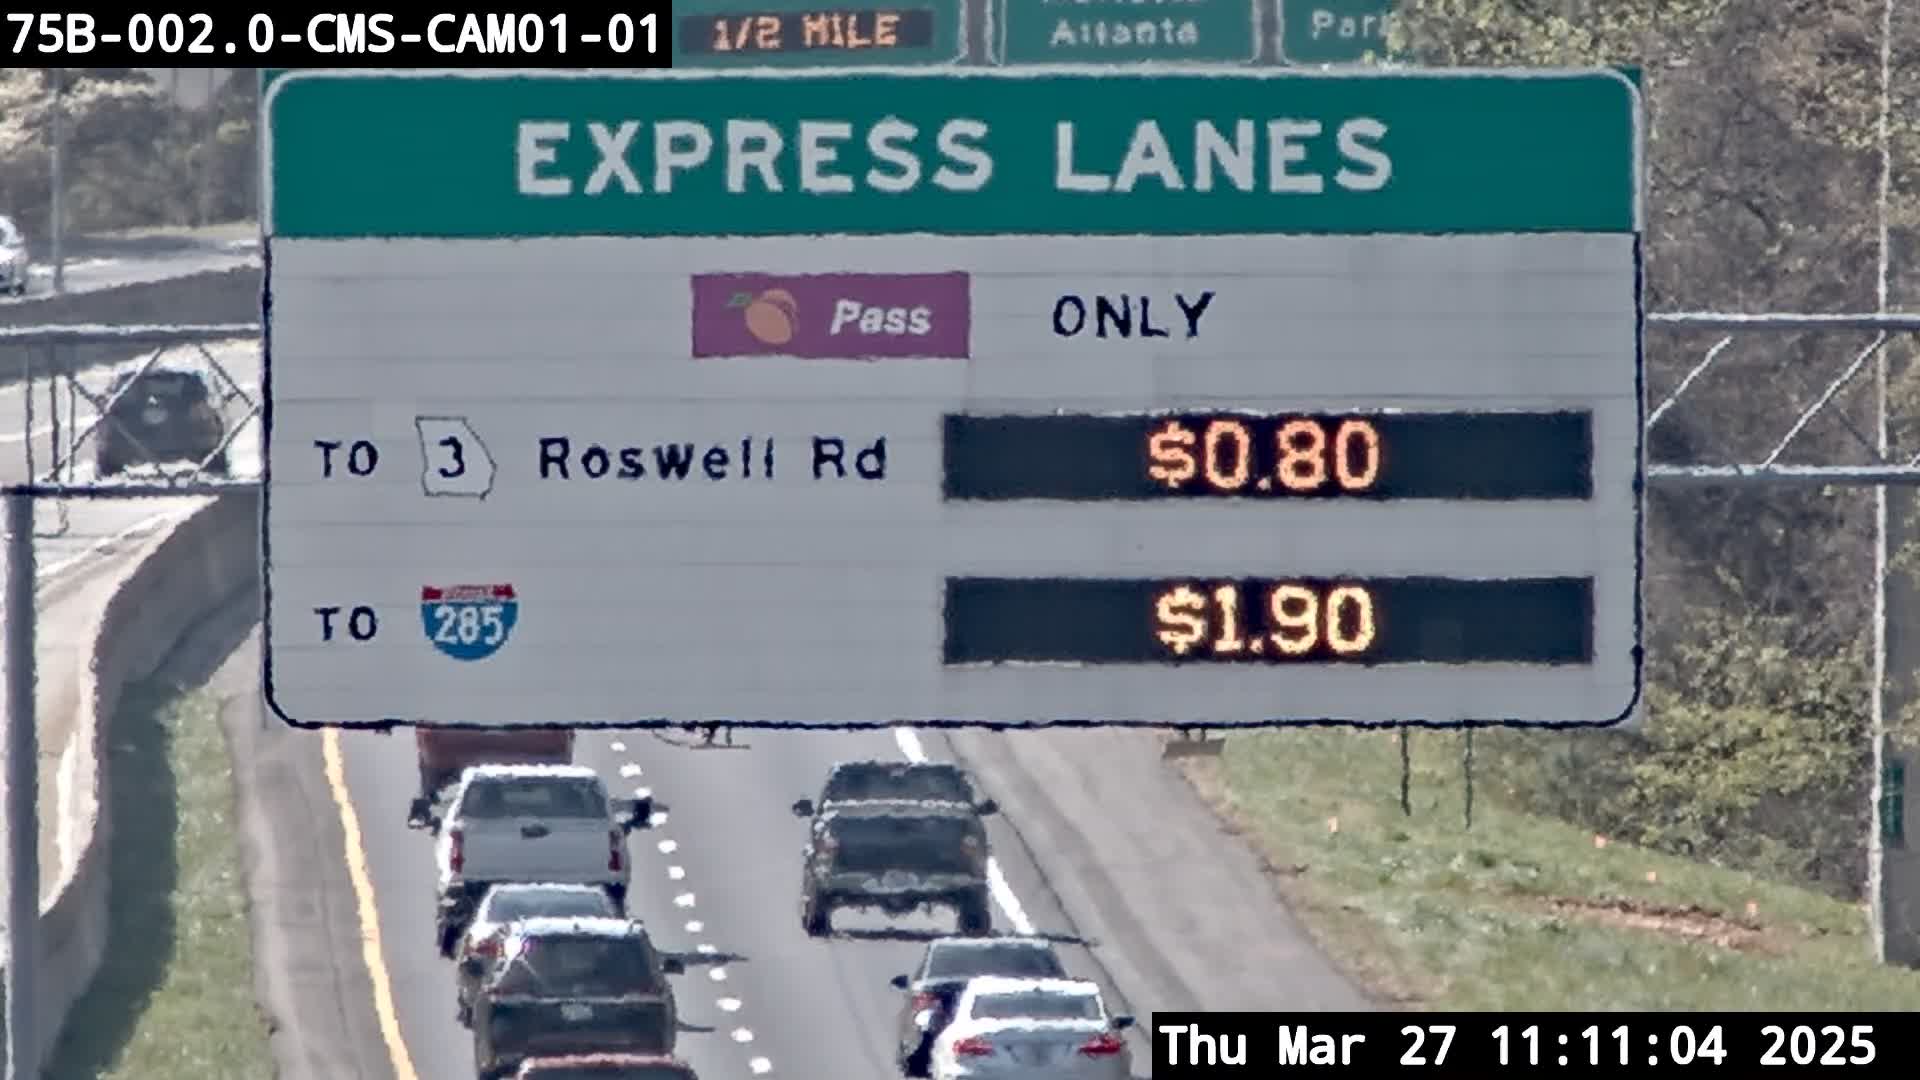 75B-002.0-CMS-CAM01-01
1/2 MILE
Atlanta
EXPRESS LANES
Pass ONLY
TO 3 Roswell Rd $0.80
TO 285 $1.90
Thu Mar 27 11:11:04 2025